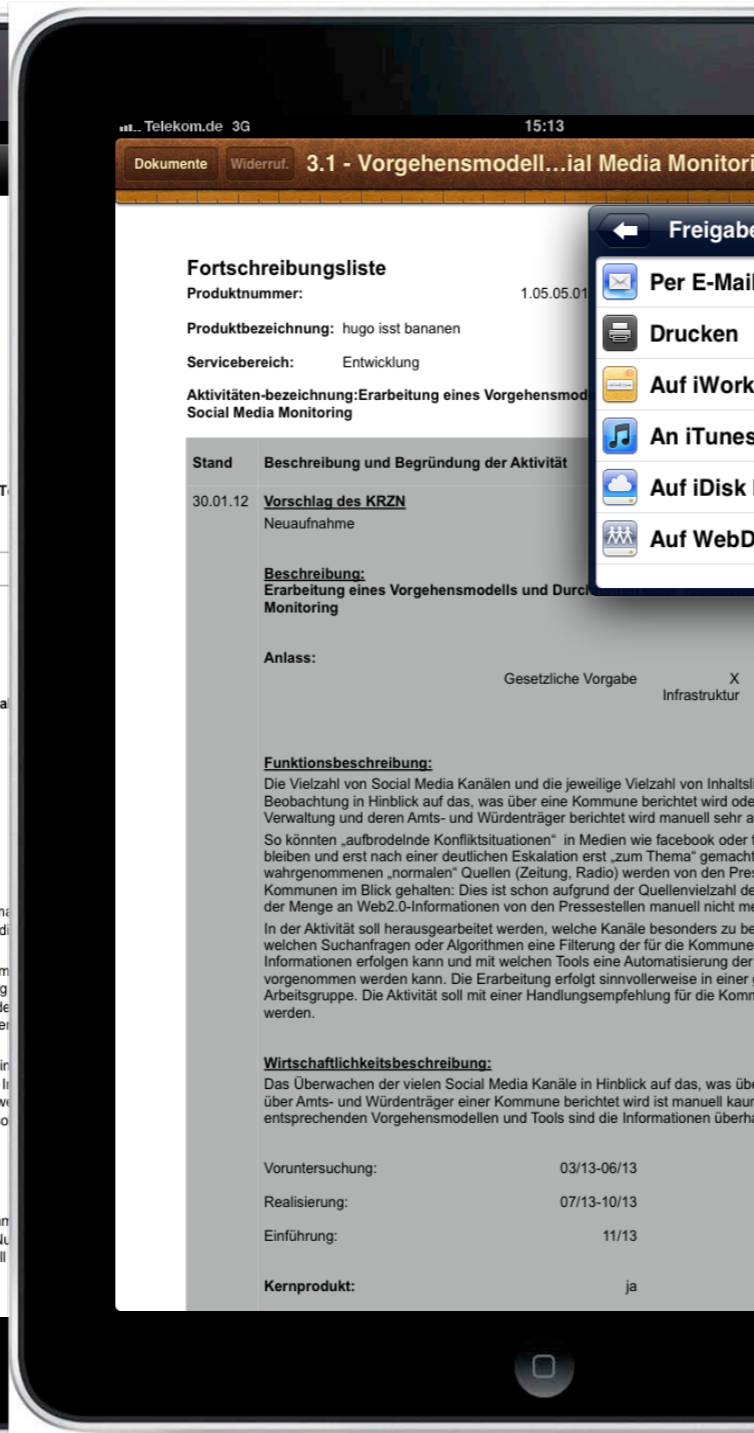 Telekom.de 3G
15:13
Dokumente
Widerruf.
3.1 - Vorgehensmodell...ial Media Monitori
Freigabe
Per E-Mail
Drucken
Auf iWork
An iTunes
Auf iDisk
Auf WebD
Fortschreibungsliste
Produktnummer: 1.05.05.01
Produktbezeichnung: hugo isst bananen
Servicebereich: Entwicklung
Aktivitäten-bezeichnung:Erarbeitung eines Vorgehensmod
Social Media Monitoring
Stand Beschreibung und Begründung der Aktivität
30.01.12 Vorschlag des KRZN
Neuaufnahme
Beschreibung:
Erarbeitung eines Vorgehensmodells und Durc
Monitoring
Anlass:
Gesetzliche Vorgabe X
Infrastruktur
Funktionsbeschreibung:
Die Vielzahl von Social Media Kanälen und die jeweilige Vielzahl von Inhaltsli
Beobachtung in Hinblick auf das, was über eine Kommune berichtet wird ode
Verwaltung und deren Amts- und Würdenträger berichtet wird manuell sehr a
So könnten „aufbrodelnde Konfliktsituationen“ in Medien wie facebook oder t
bleiben und erst nach einer deutlichen Eskalation erst „zum Thema“ gemacht
wahrgenommenen „normalen“ Quellen (Zeitung, Radio) werden von den Pres
Kommunen im Blick gehalten: Dies ist schon aufgrund der Quellenvielzahl de
der Menge an Web2.0-Informationen von den Pressestellen manuell nicht me
In der Aktivität soll herausgearbeitet werden, welche Kanäle besonders zu be
welchen Suchanfragen oder Algorithmen eine Filterung der für die Kommune
Informationen erfolgen kann und mit welchen Tools eine Automatisierung der
vorgenommen werden kann. Die Erarbeitung erfolgt sinnvollerweise in einer g
Arbeitsgruppe. Die Aktivität soll mit einer Handlungsempfehlung für die Komm
werden.
Wirtschaftlichkeitsbeschreibung:
Das Überwachen der vielen Social Media Kanäle in Hinblick auf das, was übe
über Amts- und Würdenträger einer Kommune berichtet wird ist manuell kaum
entsprechenden Vorgehensmodellen und Tools sind die Informationen überha
Voruntersuchung: 03/13-06/13
Realisierung: 07/13-10/13
Einführung: 11/13
Kernprodukt: ja